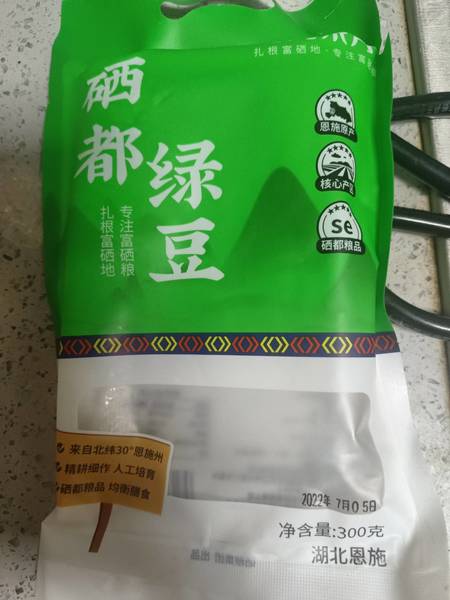 扎根富硒地·专注富硒粮
硒都
绿豆
专注富硒粮
扎根富硒地
恩施原产
核心产区
Se
硒都粮品
来自北纬30°恩施州
精耕细作 人工培育
硒都粮品 均衡膳食
2022年 7月05日
净含量:300克
湖北恩施